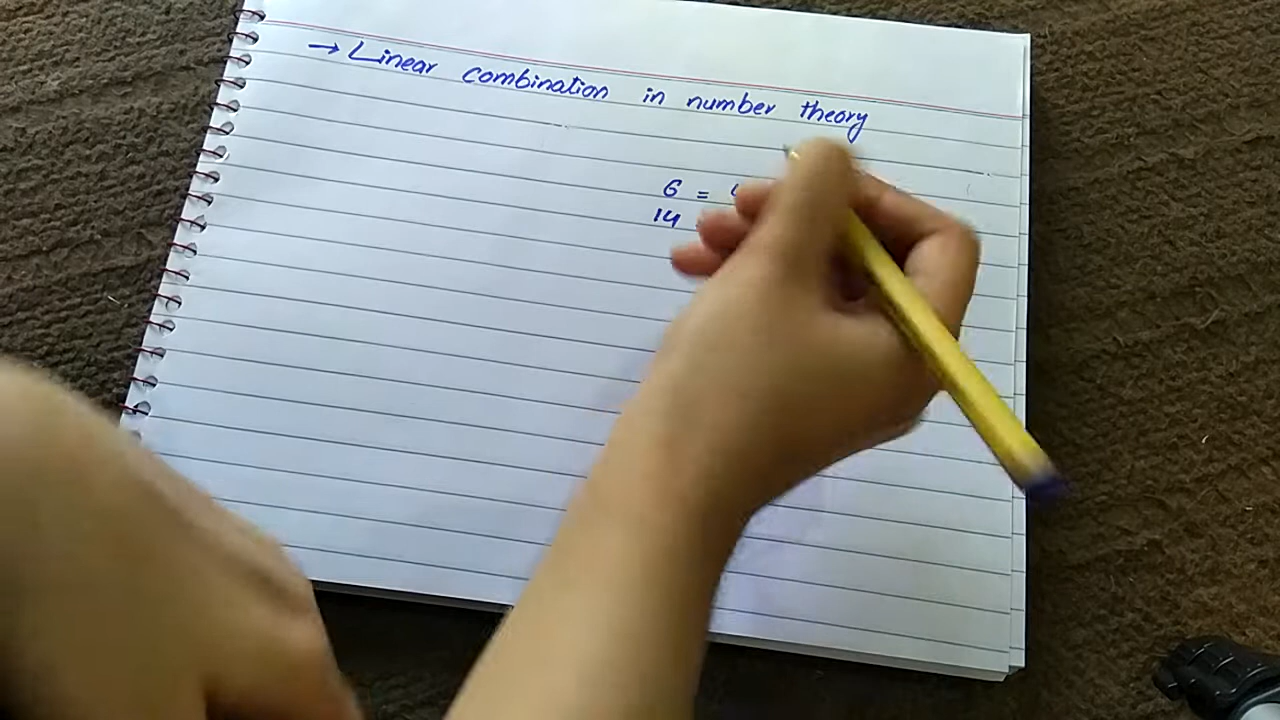 → Linear combination in number theory
6 =
14